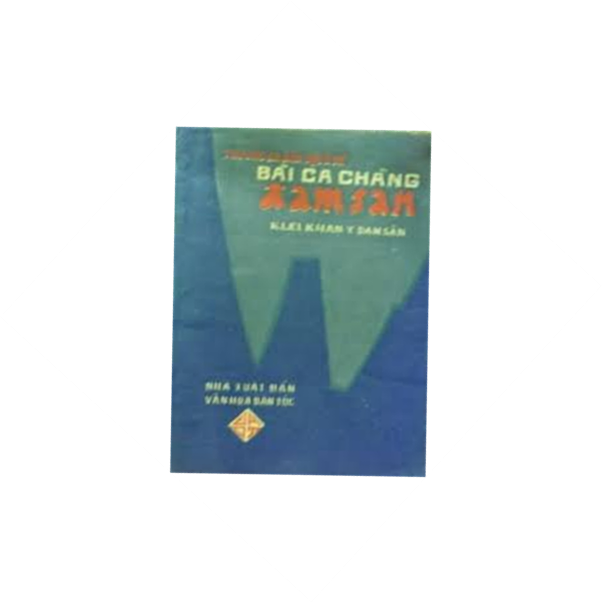 BÀI CA CHÀNG
ĐAM SAN
KLEI KHAN Y DAM SĂN
NHÀ XUẤT BẢN
VĂN HÓA DÂN TỘC